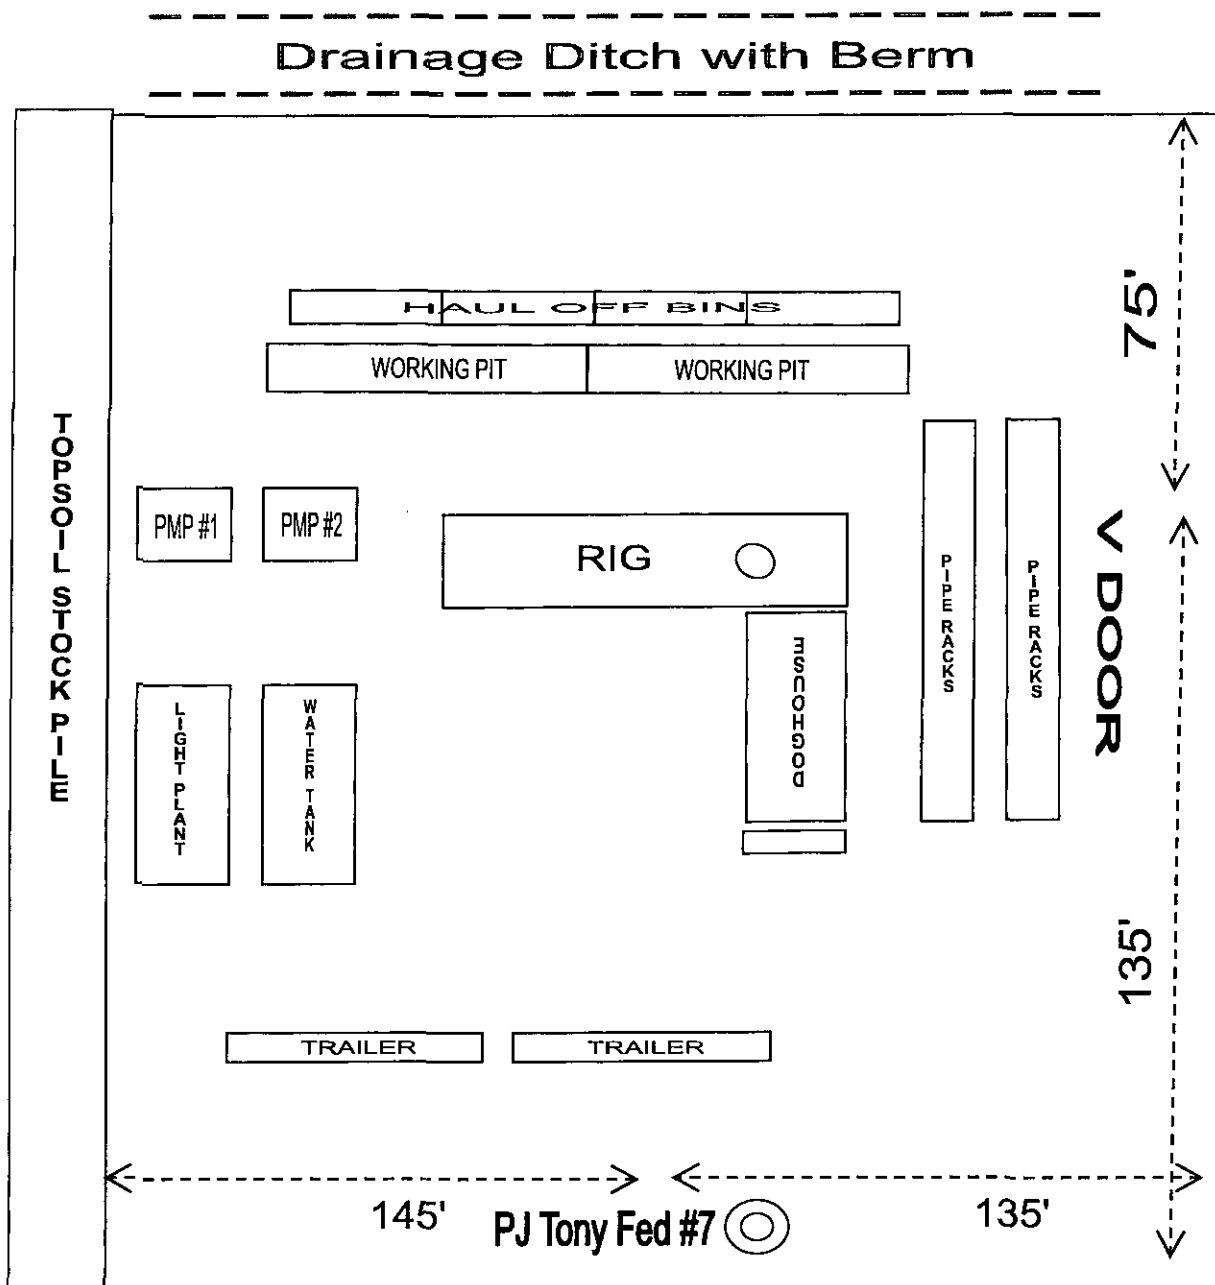 Drainage Ditch with Berm
75'
HAUL OFF BINS
WORKING PIT
WORKING PIT
TOPSOIL STOCK PILE
PMP #1
PMP #2
RIG
PIPE RACKS
PIPE RACKS
V DOOR
DOGHOUSE
LIGHT PLANT
WATER TANK
135'
TRAILER
TRAILER
145'
135'
PJ Tony Fed #7